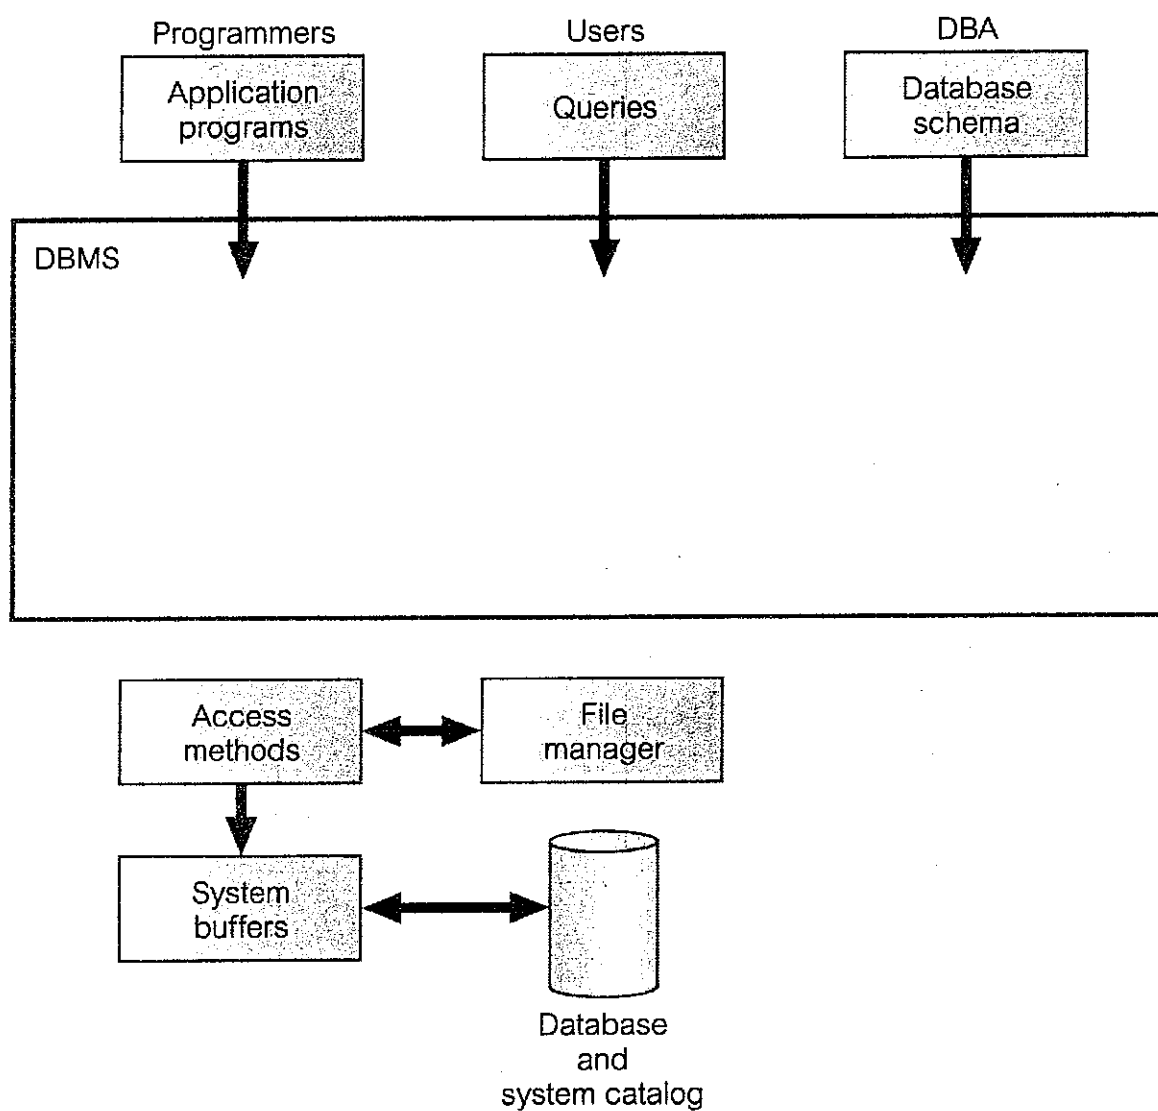 Programmers
Users
DBA
Application
programs
Queries
Database
schema
DBMS
Access
methods
File
manager
System
buffers
Database
and
system catalog